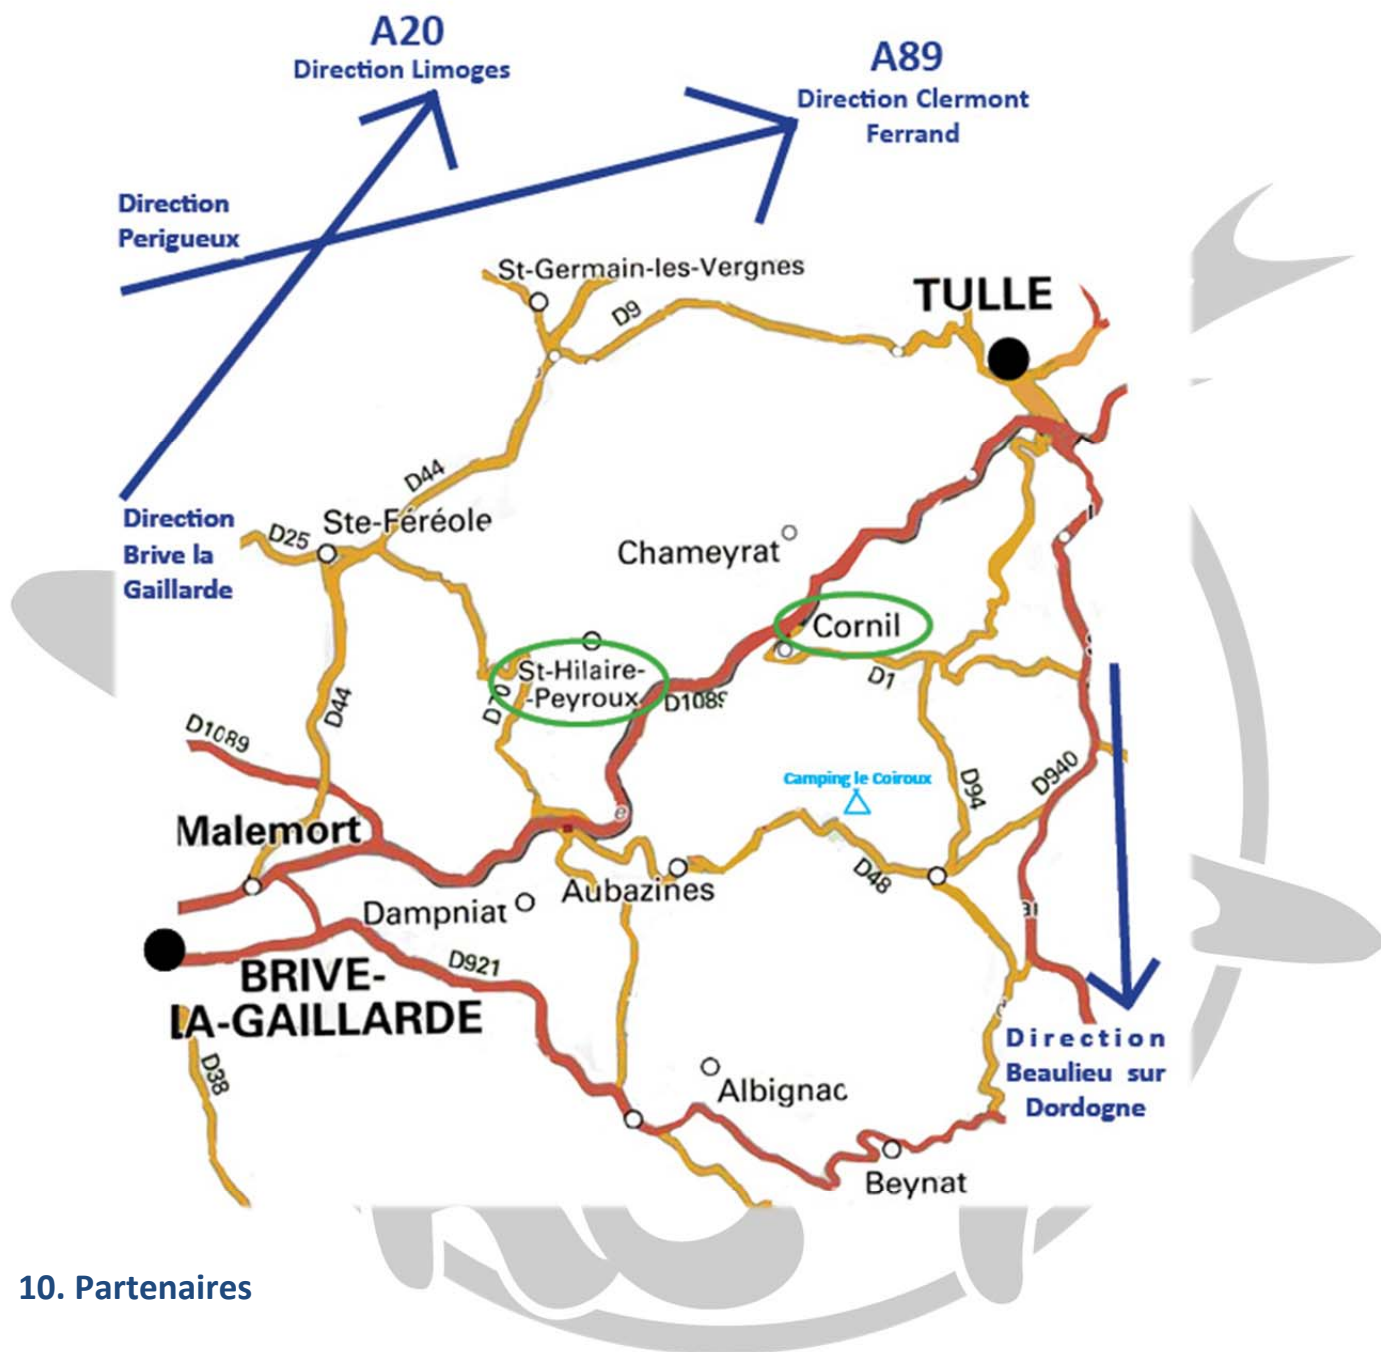 A20
Direction Limoges
A89
Direction Clermont
Ferrand
Direction
Perigueux
St-Germain-les-Vergnes
D9
TULLE
D44
Direction
Brive la
Gaillarde
D25
Ste-Féréole
Chameyrat
Cornil
St-Hilaire-
-Peyroux
D1
D1089
D44
D1089
Camping le Coiroux
D94
D940
Malemort
D48
Aubazines
Dampniat
D921
BRIVE-
LA-GAILLARDE
D38
Direction
Beaulieu sur
Dordogne
Albignac
Beynat
10. Partenaires